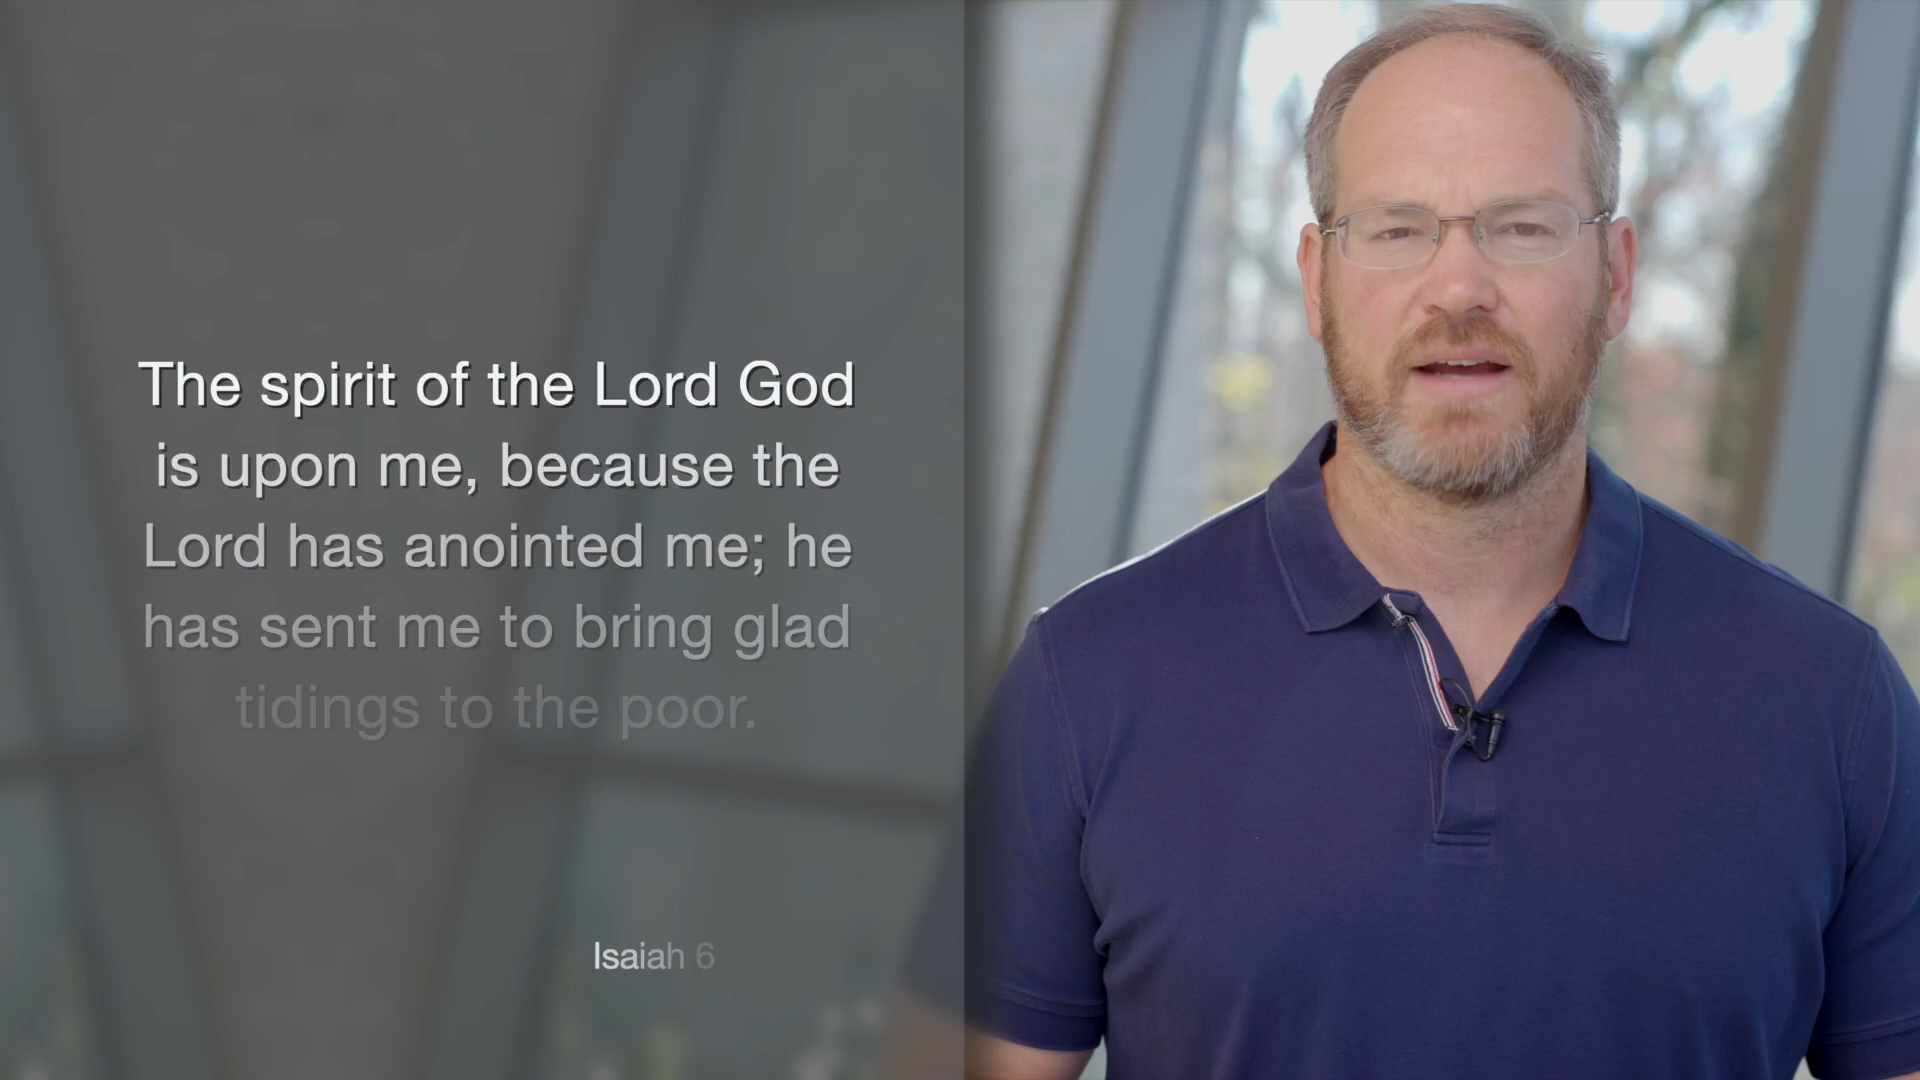 The spirit of the Lord God
is upon me, because the
Lord has anointed me; he
has sent me to bring glad
tidings to the poor.
Isaiah 6